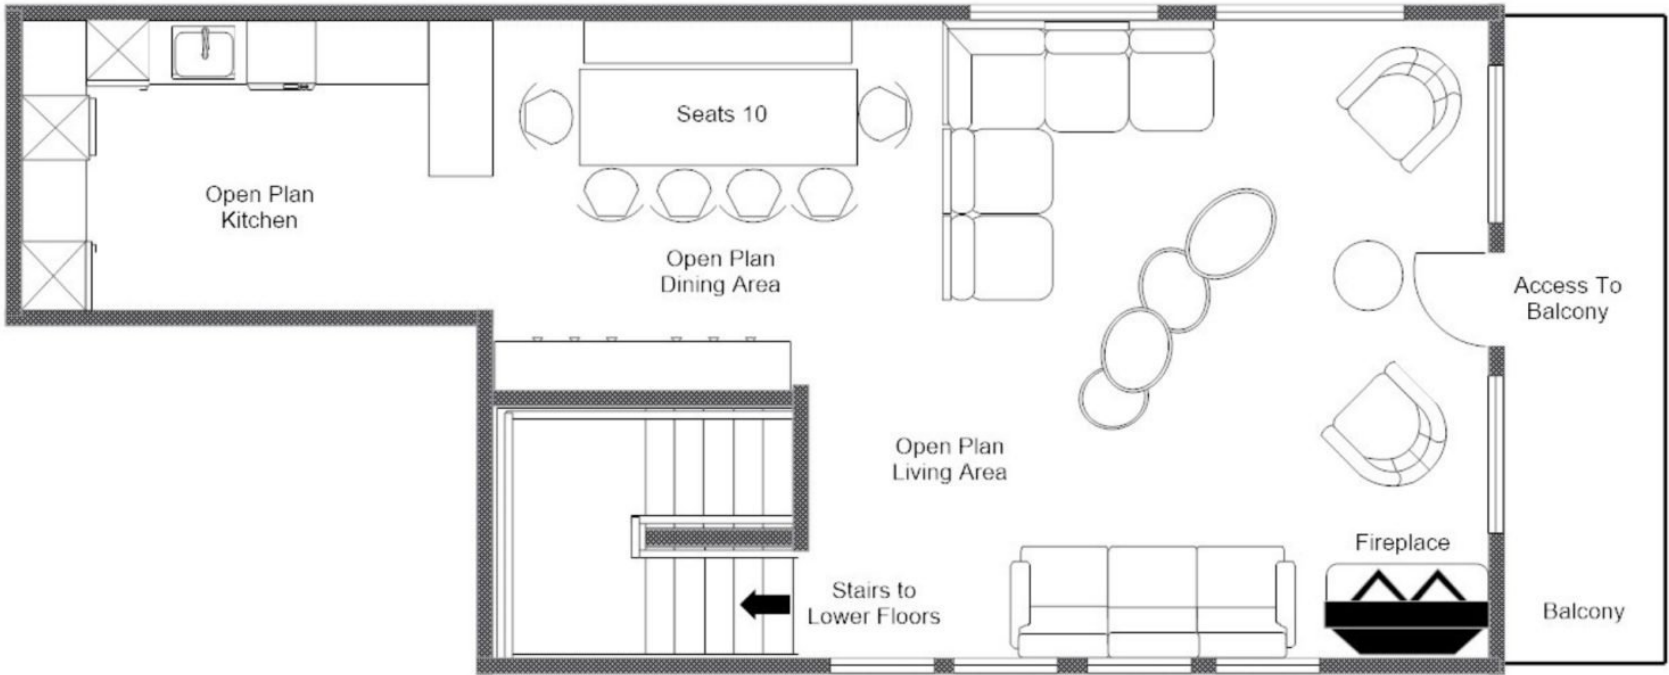 Seats 10
Open Plan
Kitchen
Open Plan
Dining Area
Access To
Balcony
Open Plan
Living Area
Fireplace
Stairs to
Lower Floors
Balcony